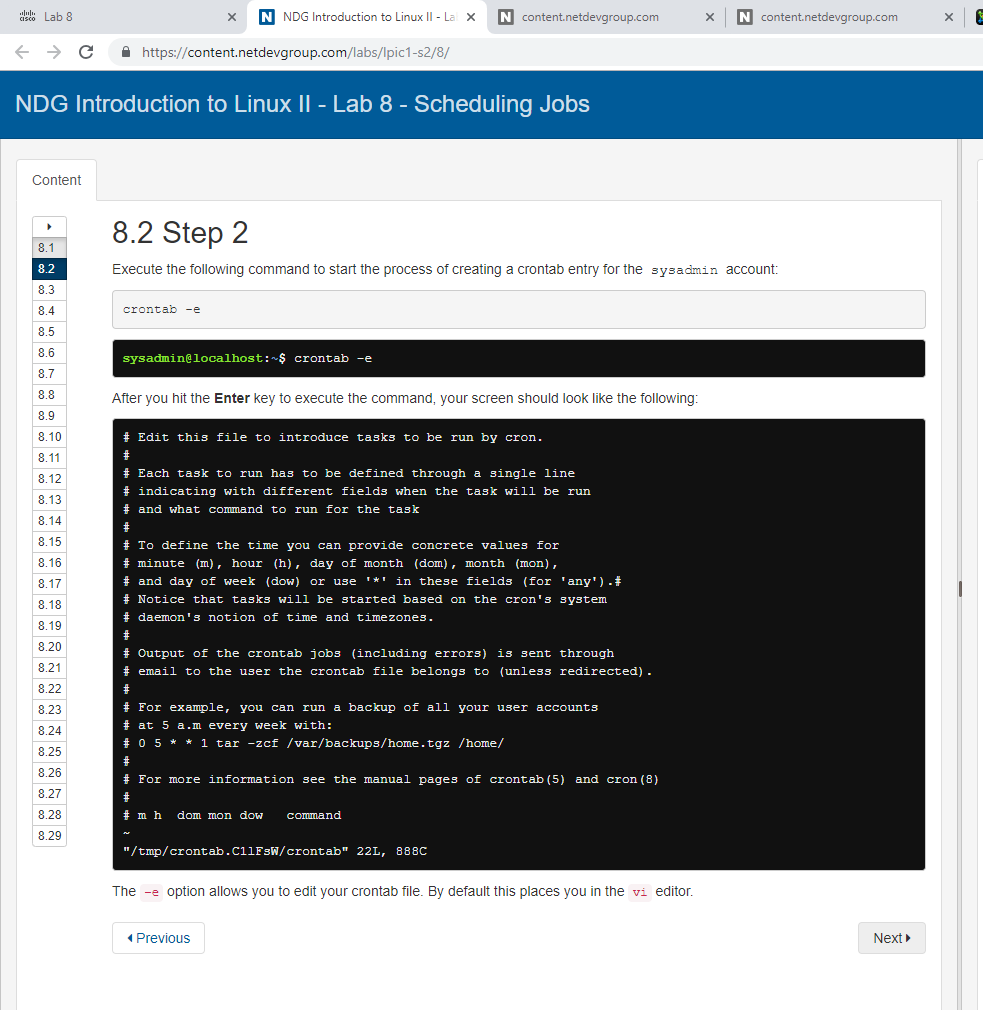 Lab 8
NDG Introduction to Linux II - La
content.netdevgroup.com
content.netdevgroup.com
https://content.netdevgroup.com/labs/lpic1-s2/8/
NDG Introduction to Linux II - Lab 8 - Scheduling Jobs
Content
8.1
8.2
8.3
8.4
8.5
8.6
8.7
8.8
8.9
8.10
8.11
8.12
8.13
8.14
8.15
8.16
8.17
8.18
8.19
8.20
8.21
8.22
8.23
8.24
8.25
8.26
8.27
8.28
8.29
8.2 Step 2
Execute the following command to start the process of creating a crontab entry for the sysadmin account:
crontab -e
sysadmin@localhost:~$ crontab -e
After you hit the Enter key to execute the command, your screen should look like the following:
# Edit this file to introduce tasks to be run by cron.
#
# Each task to run has to be defined through a single line
# indicating with different fields when the task will be run
# and what command to run for the task
#
# To define the time you can provide concrete values for
# minute (m), hour (h), day of month (dom), month (mon),
# and day of week (dow) or use '*' in these fields (for 'any').#
# Notice that tasks will be started based on the cron's system
# daemon's notion of time and timezones.
#
# Output of the crontab jobs (including errors) is sent through
# email to the user the crontab file belongs to (unless redirected).
#
# For example, you can run a backup of all your user accounts
# at 5 a.m every week with:
# 0 5 * * 1 tar -zcf /var/backups/home.tgz /home/
#
# For more information see the manual pages of crontab(5) and cron(8)
#
# m h  dom mon dow   command
~
"/tmp/crontab.C1lFsW/crontab" 22L, 888C
The -e option allows you to edit your crontab file. By default this places you in the vi editor.
Previous
Next